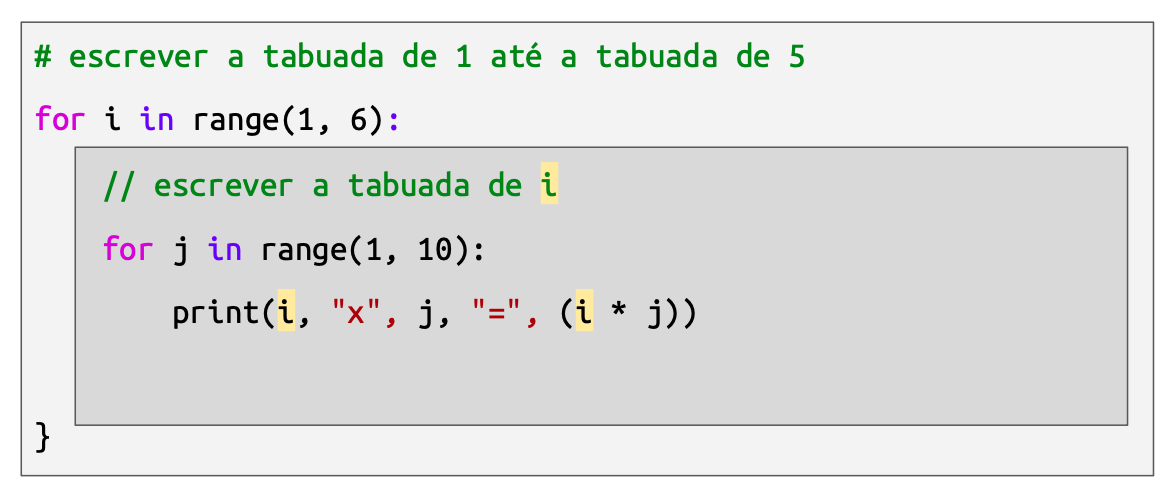 # escrever a tabuada de 1 até a tabuada de 5
for i in range(1, 6):
// escrever a tabuada de i
for j in range(1, 10):
print(i, "x", j, "=", (i * j))
}